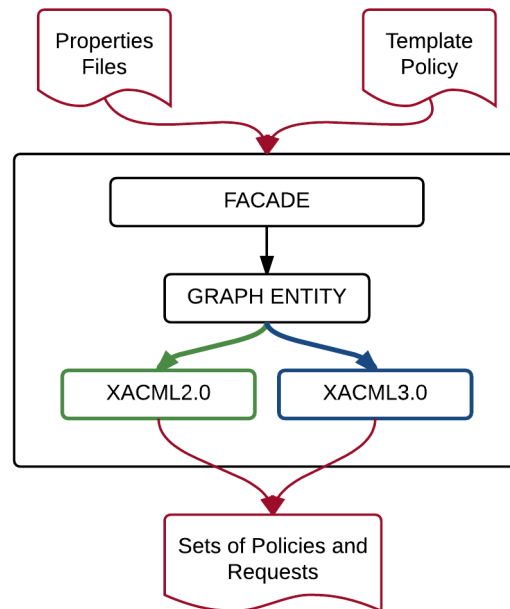 Properties
Files
Template
Policy
FACADE
GRAPH ENTITY
XACML2.0
XACML3.0
Sets of Policies and
Requests